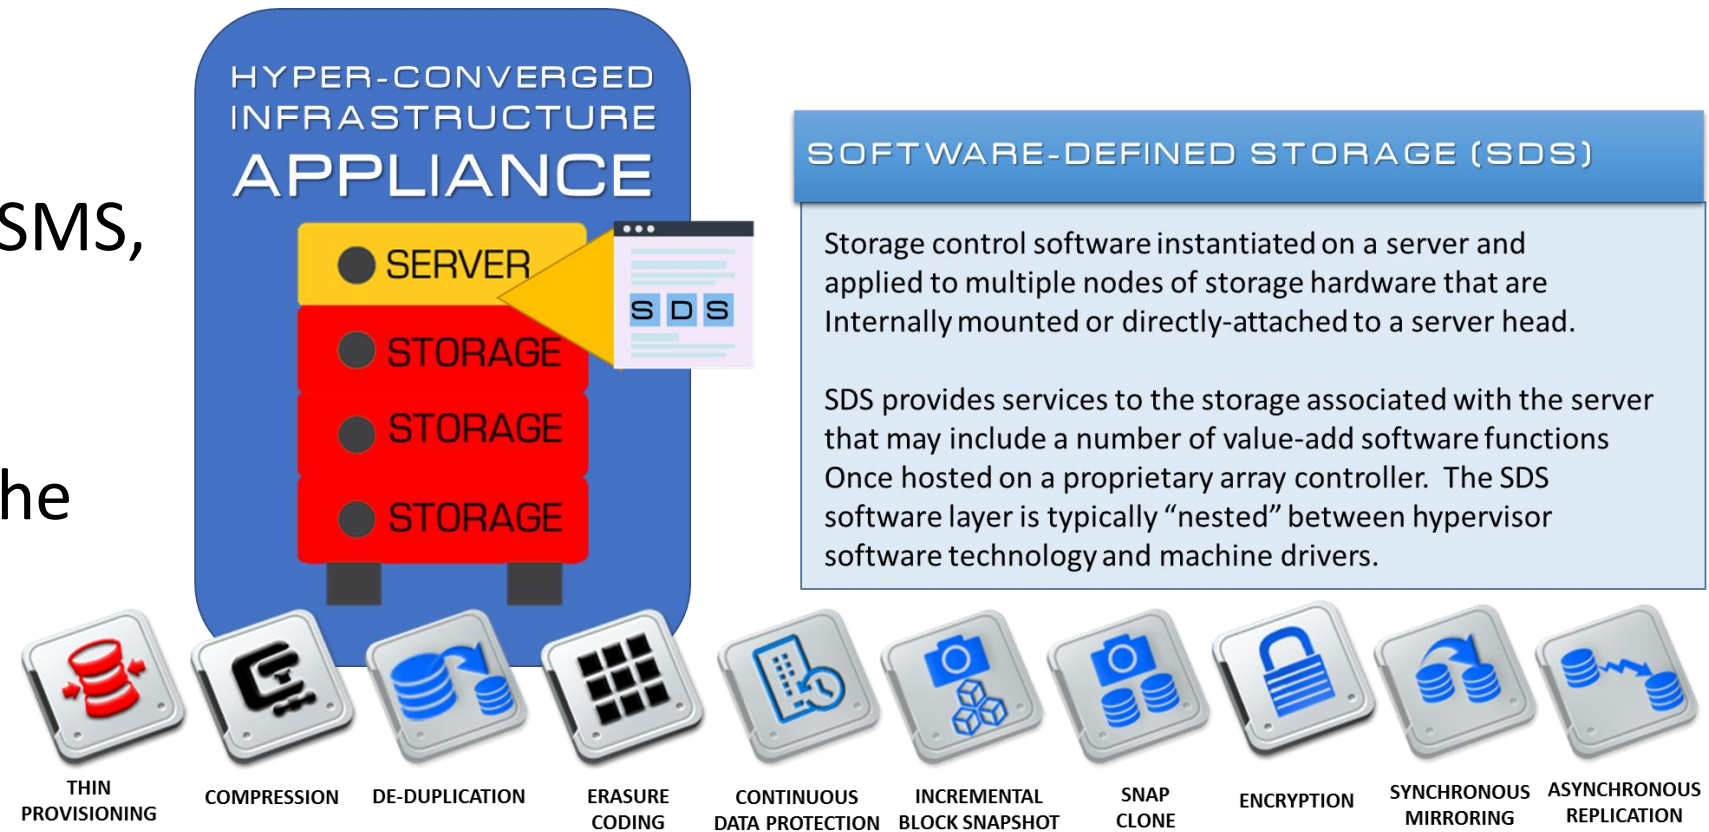 SMS,
he
HYPER-CONVERGED
INFRASTRUCTURE
APPLIANCE
SERVER
STORAGE
STORAGE
STORAGE
SDS
SOFTWARE-DEFINED STORAGE (SDS)
Storage control software instantiated on a server and
applied to multiple nodes of storage hardware that are
Internally mounted or directly-attached to a server head.
SDS provides services to the storage associated with the server
that may include a number of value-add software functions
Once hosted on a proprietary array controller. The SDS
software layer is typically “nested” between hypervisor
software technology and machine drivers.
THIN
PROVISIONING
COMPRESSION
DE-DUPLICATION
ERASURE
CODING
CONTINUOUS
DATA PROTECTION
INCREMENTAL
BLOCK SNAPSHOT
SNAP
CLONE
ENCRYPTION
SYNCHRONOUS
MIRRORING
ASYNCHRONOUS
REPLICATION